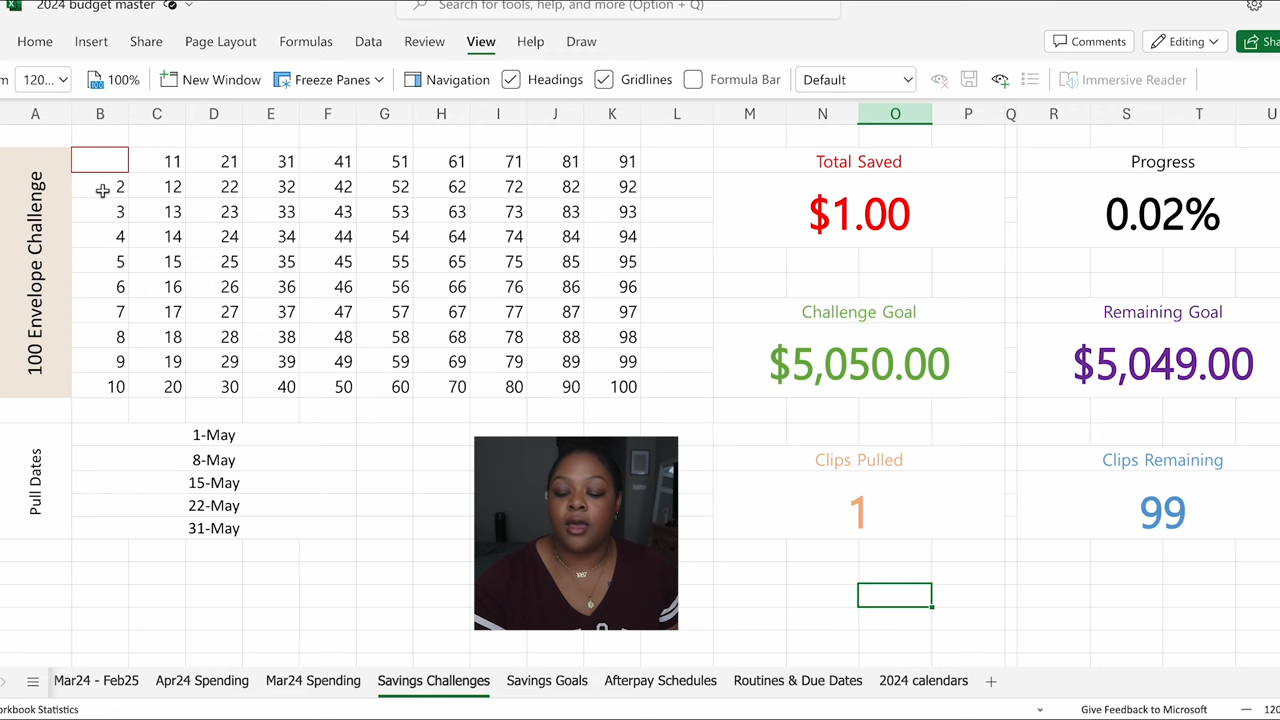 2024 budget master
Search for tools, help, and more (Option + Q)
Home Insert Share Page Layout Formulas Data Review View Help Draw
Comments Editing
120... 100% New Window Freeze Panes Navigation Headings Gridlines Formula Bar Default Immersive Reader
A B C D E F G H I J K L M N O P Q R S T U
100 Envelope Challenge
11 21 31 41 51 61 71 81 91
2 12 22 32 42 52 62 72 82 92
3 13 23 33 43 53 63 73 83 93
4 14 24 34 44 54 64 74 84 94
5 15 25 35 45 55 65 75 85 95
6 16 26 36 46 56 66 76 86 96
7 17 27 37 47 57 67 77 87 97
8 18 28 38 48 58 68 78 88 98
9 19 29 39 49 59 69 79 89 99
10 20 30 40 50 60 70 80 90 100
Total Saved
$1.00
Progress
0.02%
Challenge Goal
$5,050.00
Remaining Goal
$5,049.00
Pull Dates
1-May
8-May
15-May
22-May
31-May
Clips Pulled
1
Clips Remaining
99
Mar24 - Feb25 Apr24 Spending Mar24 Spending Savings Challenges Savings Goals Afterpay Schedules Routines & Due Dates 2024 calendars
Statistics Give Feedback to Microsoft